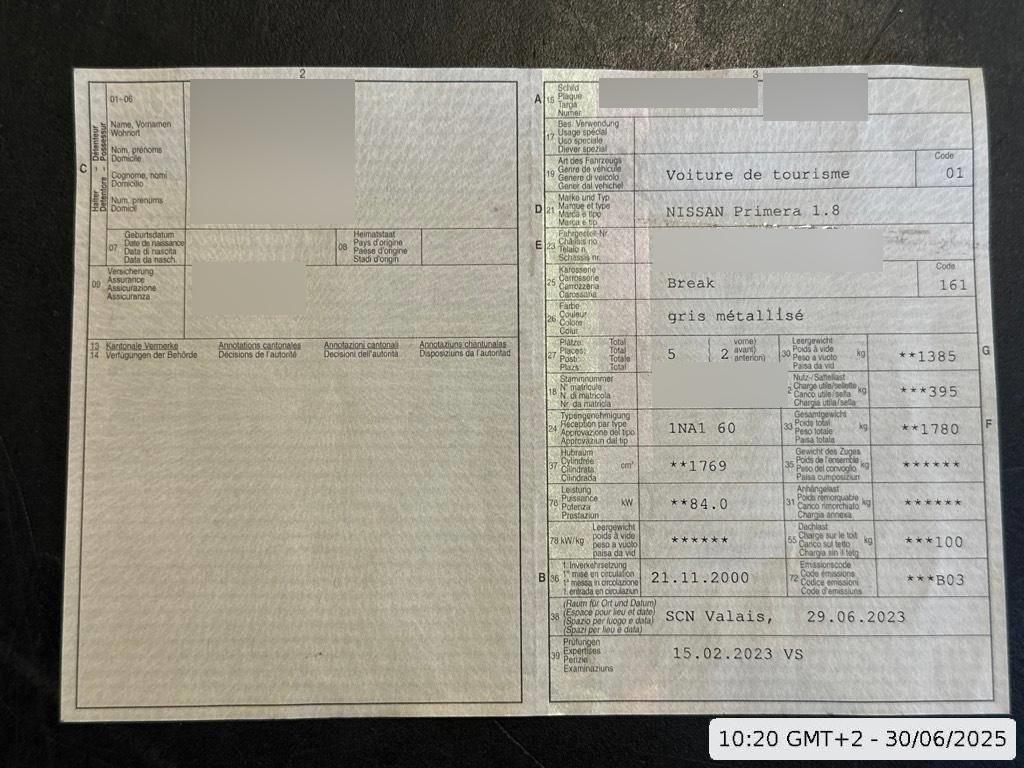 2
01-06
C
Halter Détenteur
Detentore Possessur
Name, Vornamen
Wohnort
Nom, prénoms
Domicile
Cognome, nomi
Domicilio
Num, prenums
Domicil
07
Geburtsdatum
Date de naissance
Data di nascita
Data da nasch.
08
Heimatstaat
Pays d'origine
Paese d'origine
Stadi d'origin
09
Versicherung
Assurance
Assicurazione
Assicuranza
13 Kantonale Vermerke Annotations cantonales Annotazioni cantonali Annotaziuns chantunalas
14 Verfügungen der Behörde Décisions de l'autorité Decisioni dell'autorità Disposiziuns da l'autoritad
3
A 15
Schild
Plaque
Targa
Numer
17
Bes. Verwendung
Usage spécial
Uso speciale
Diever spezial
19
Art des Fahrzeugs
Genre de véhicule
Genere di veicolo
Gener dal vehichel
Voiture de tourisme
Code
01
D 21
Marke und Typ
Marque et type
Marca e tipo
Marca e tip
NISSAN Primera 1.8
E 23
Fahrgestell-Nr.
Châssis no
Telaio n.
Schassis nr.
25
Karosserie
Carrosserie
Carrozzeria
Carossaria
Break
Code
161
26
Farbe
Couleur
Colore
Colur
gris métallisé
27
Plätze: Total
Places: Total
Posti: Totale
Plazs: Total
5 ( 2
vorne)
avant)
anteriori)
30
Leergewicht
Poids à vide
Peso a vuoto
Paisa da vid
kg
**1385
G
18
Stammnummer
N° matricule
N. di matricola
Nr. da matricla
Nutz-/Sattellast
Charge utile/sellette
Carico utile/sella
Chargia utila/sella
kg
***395
24
Typengenehmigung
Réception par type
Approvazione del tipo
Approvaziun dal tip
1NA1 60
33
Gesamtgewicht
Poids total
Peso totale
Paisa totala
kg
**1780
F
37
Hubraum
Cylindrée
Cilindrata
Cilindrada
cm³
**1769
35
Gewicht des Zuges
Poids de l'ensemble
Peso del convoglio
Paisa cumposiziun
kg
******
76
Leistung
Puissance
Potenza
Prestaziun
kW
**84.0
31
Anhängelast
Poids remorquable
Carico rimorchiato
Chargia annexa
kg
******
78 kW/kg
Leergewicht
poids à vide
peso a vuoto
paisa da vid
******
55
Dachlast
Charge sur le toit
Carico sul tetto
Chargia sin il tetg
kg
***100
B 36
1. Inverkehrsetzung
1re mise en circulation
1a messa in circolazione
1. entrada en circulaziun
21.11.2000
72
Emissionscode
Code émissions
Codice emissioni
Code d'emissiuns
***B03
38
(Raum für Ort und Datum)
(Espace pour lieu et date)
(Spazio per luogo e data)
(Spazi per lieu e data)
SCN Valais, 29.06.2023
39
Prüfungen
Expertises
Perizie
Examinaziuns
15.02.2023 VS
10:20 GMT+2 - 30/06/2025